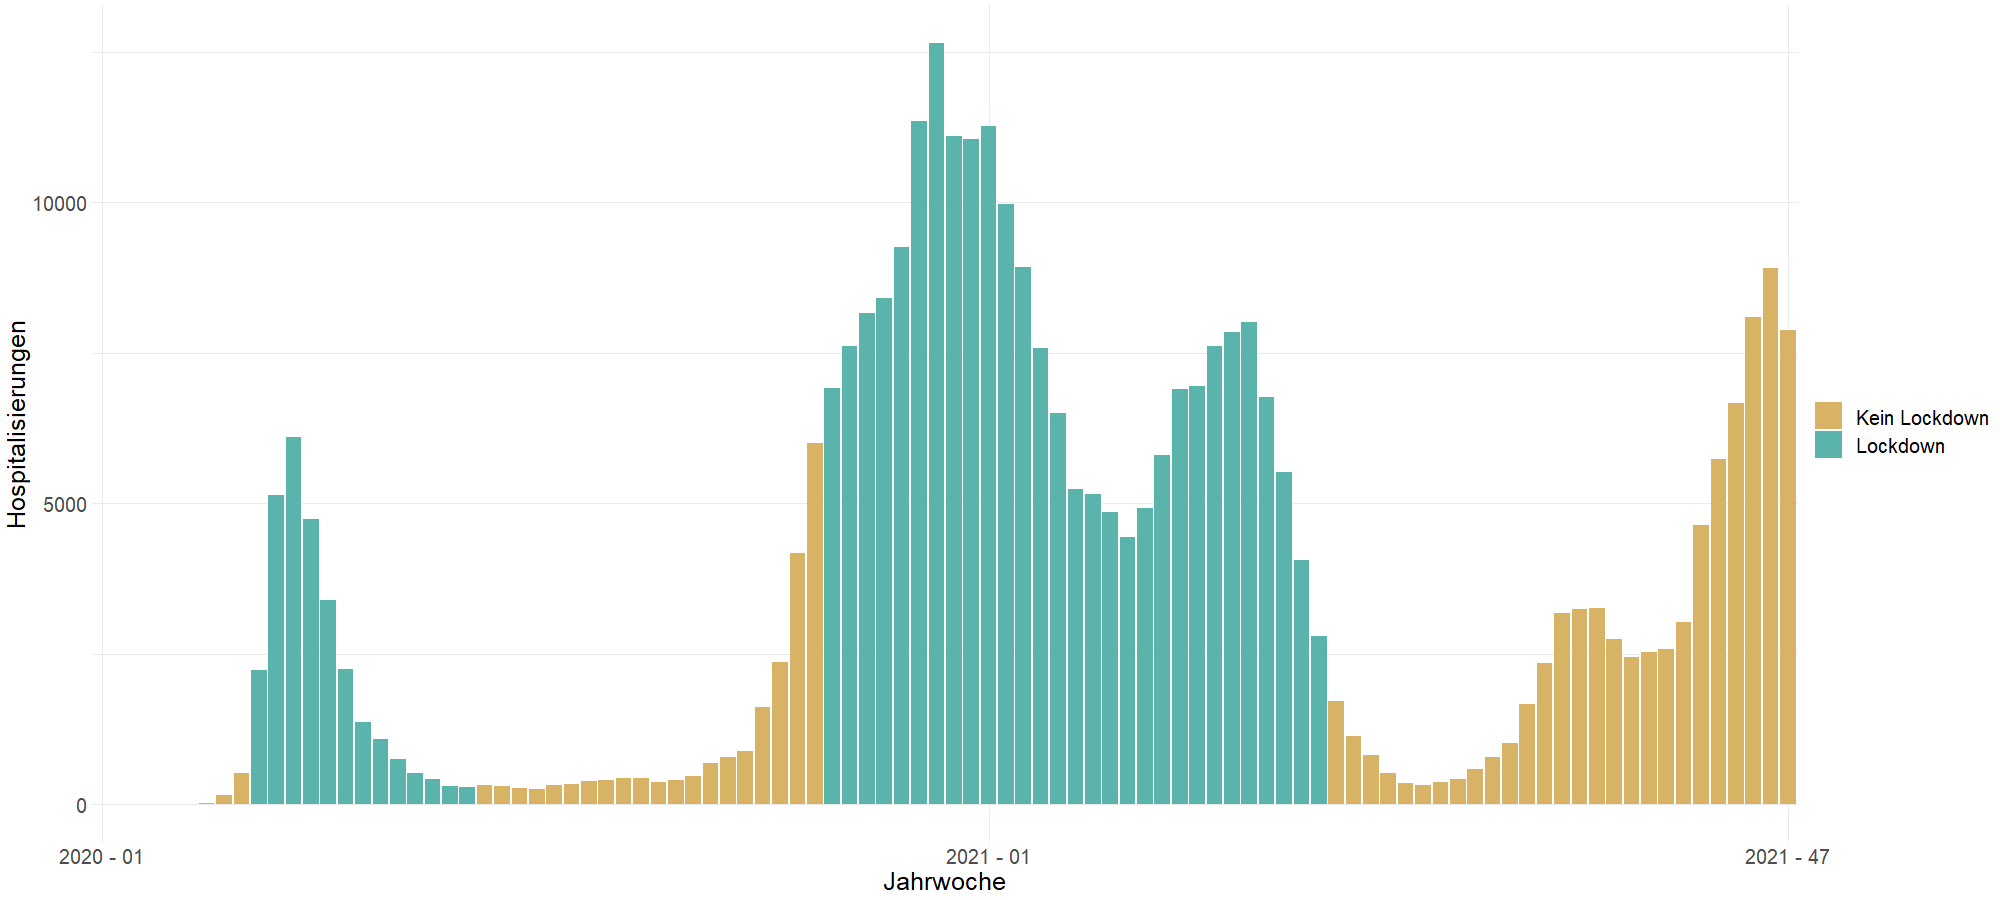 Hospitalisierungen
10000
5000
0
2020 - 01
2021 - 01
2021 - 47
Jahrwoche
Kein Lockdown
Lockdown